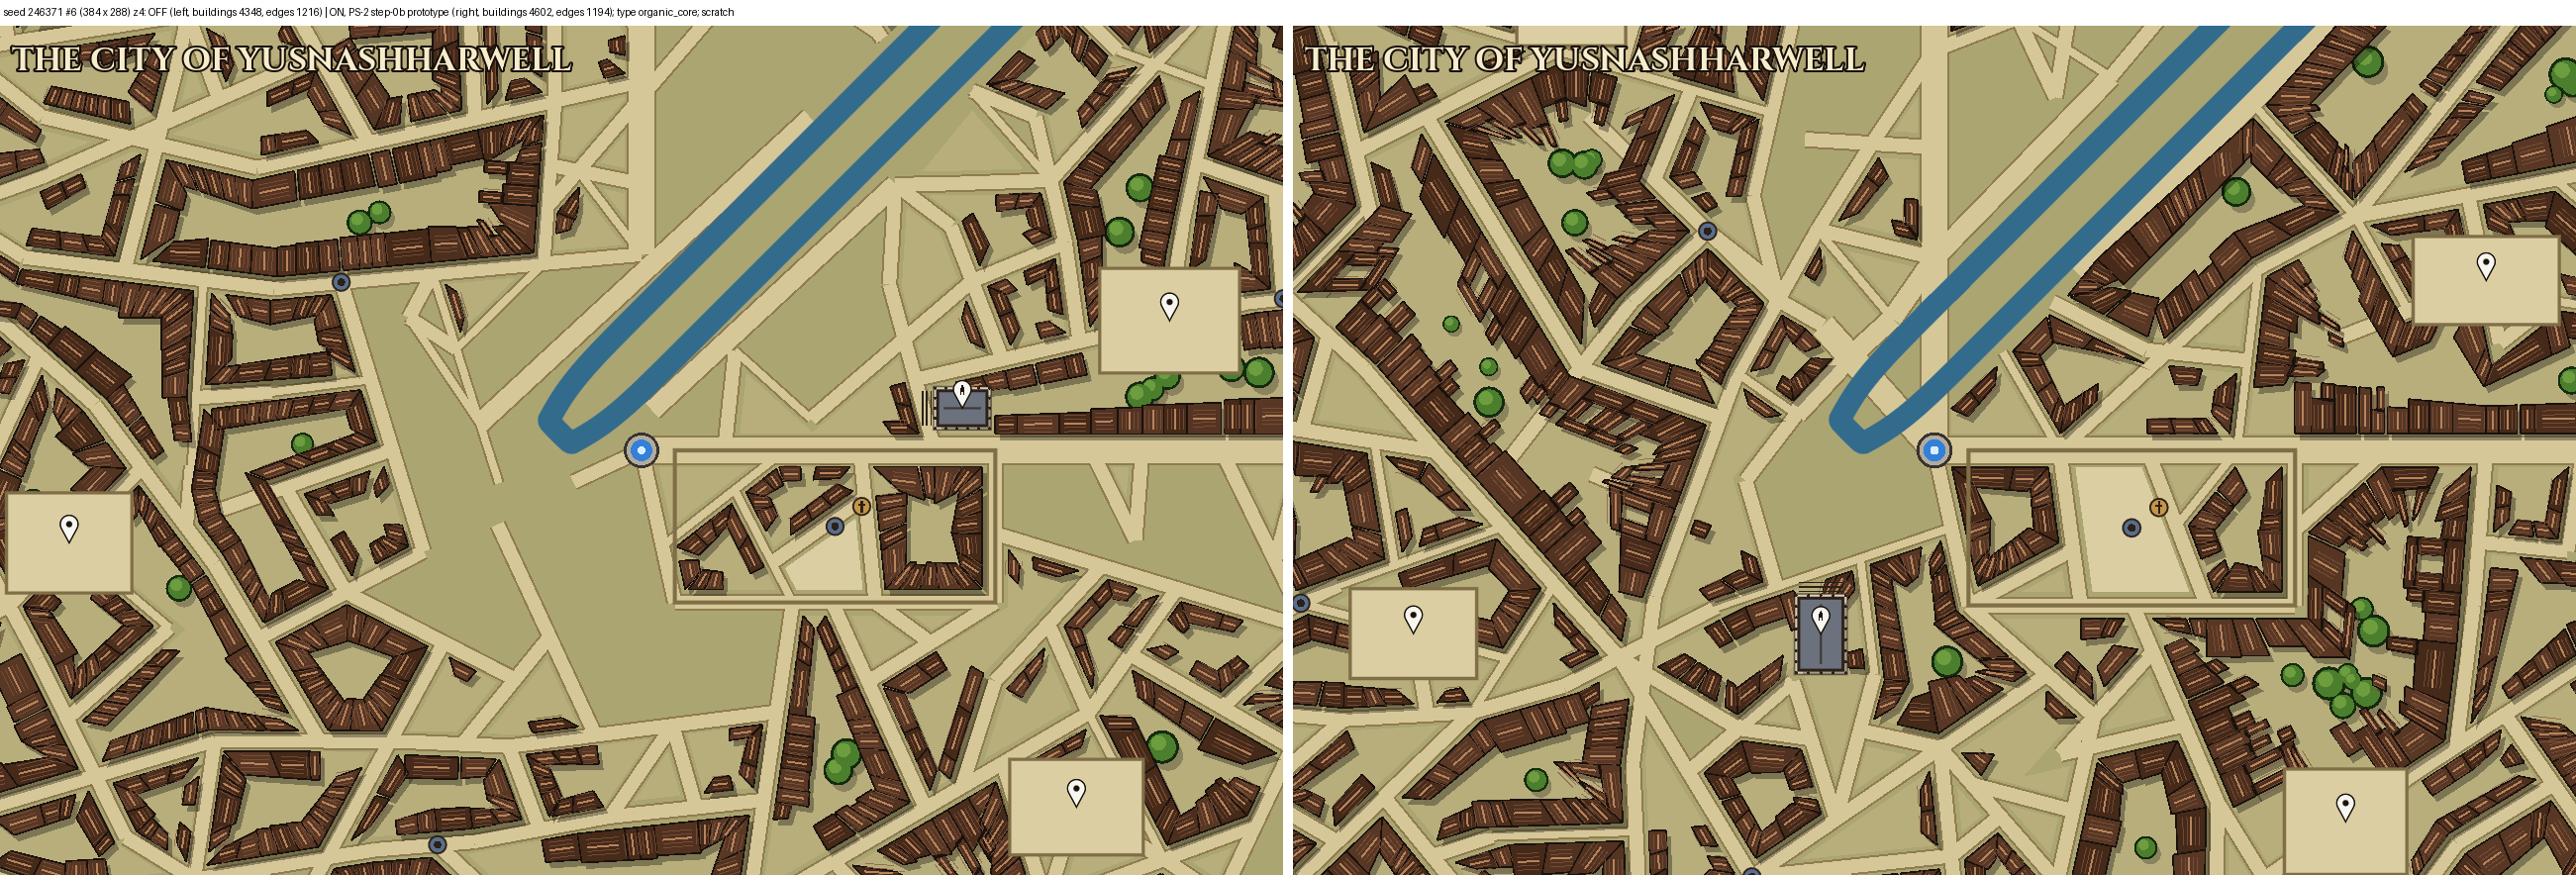 seed 246371 #6 (384 x 288) z4: OFF (left, buildings 4348, edges 1216) | ON, PS-2 step-0b prototype (right, buildings 4602, edges 1194); type organic_core; scratch
THE CITY OF YUSNASHHARWELL
THE CITY OF YUSNASHHARWELL